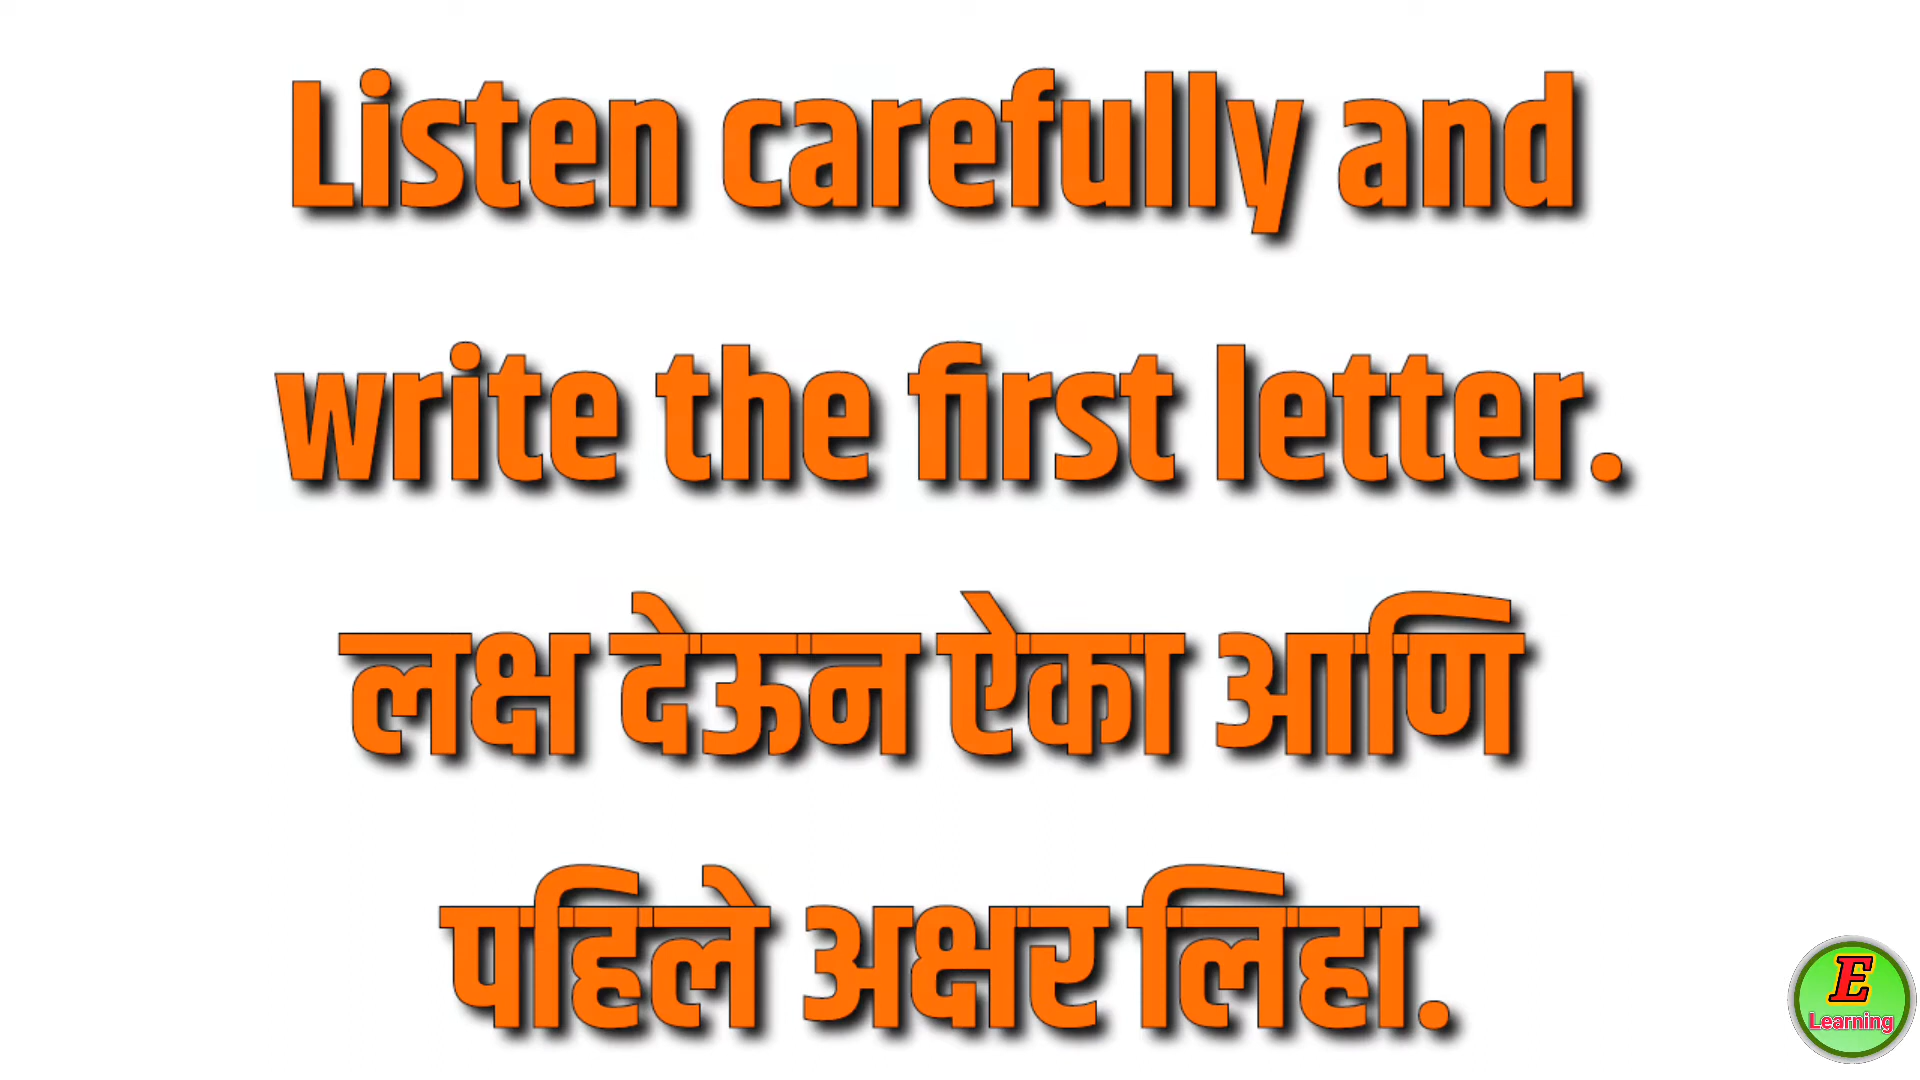 Listen carefully and
write the first letter.
लक्ष देऊन ऐका आणि
पहिले अक्षर लिहा.
E
Learning